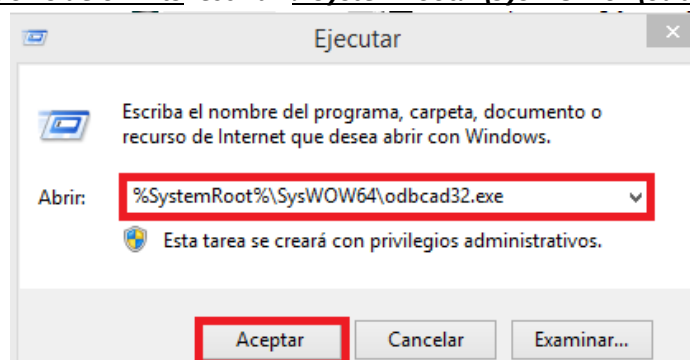 Ejecutar
Escriba el nombre del programa, carpeta, documento o
recurso de Internet que desea abrir con Windows.
Abrir:
%SystemRoot%\SysWOW64\odbcad32.exe
Esta tarea se creará con privilegios administrativos.
Aceptar
Cancelar
Examinar...